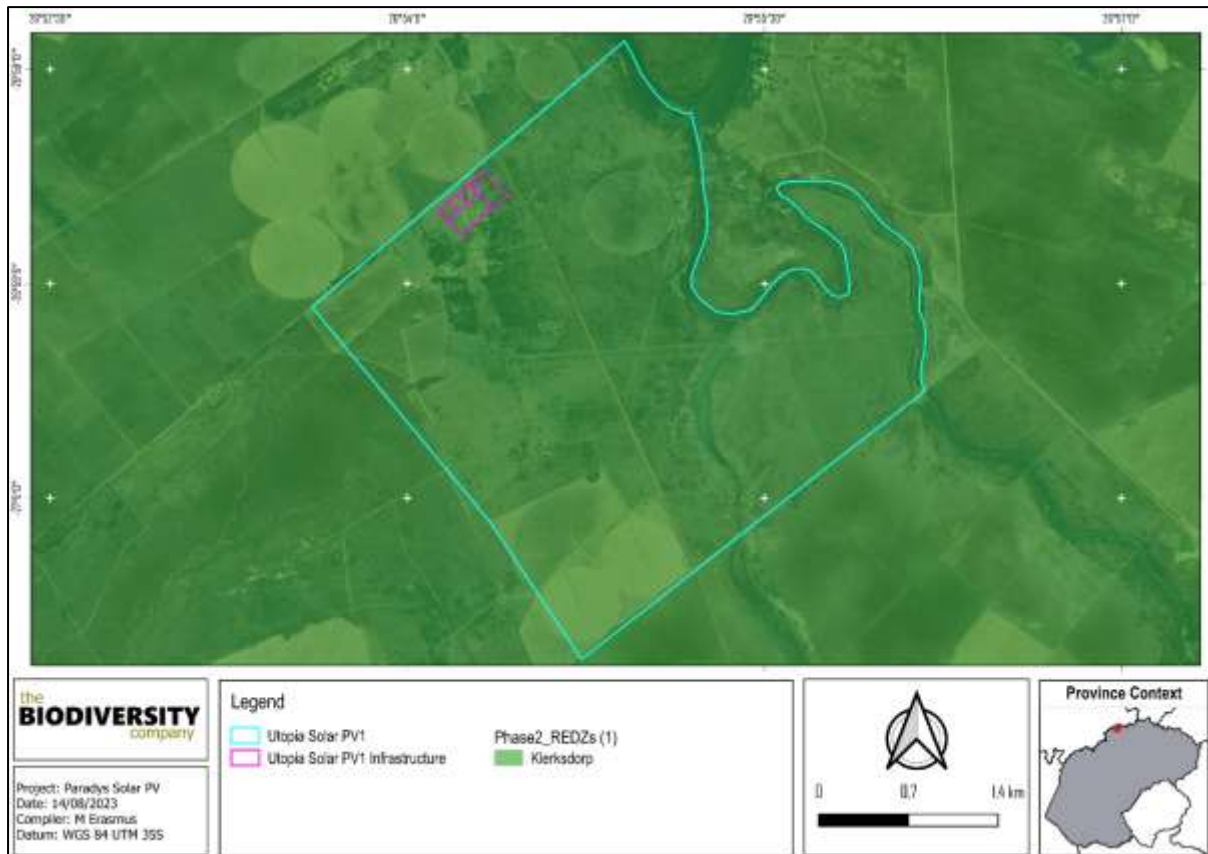 the
BIODIVERSITY
company
Project: Paradys Solar PV
Date: 14/08/2023
Compiler: M Erasmus
Datum: WGS 84 UTM 35S
Legend
Utopia Solar PV1
Utopia Solar PV1 Infrastructure
Phase2_REDZs (1)
Klerksdorp
0 0,7 1,4 km
Province Context